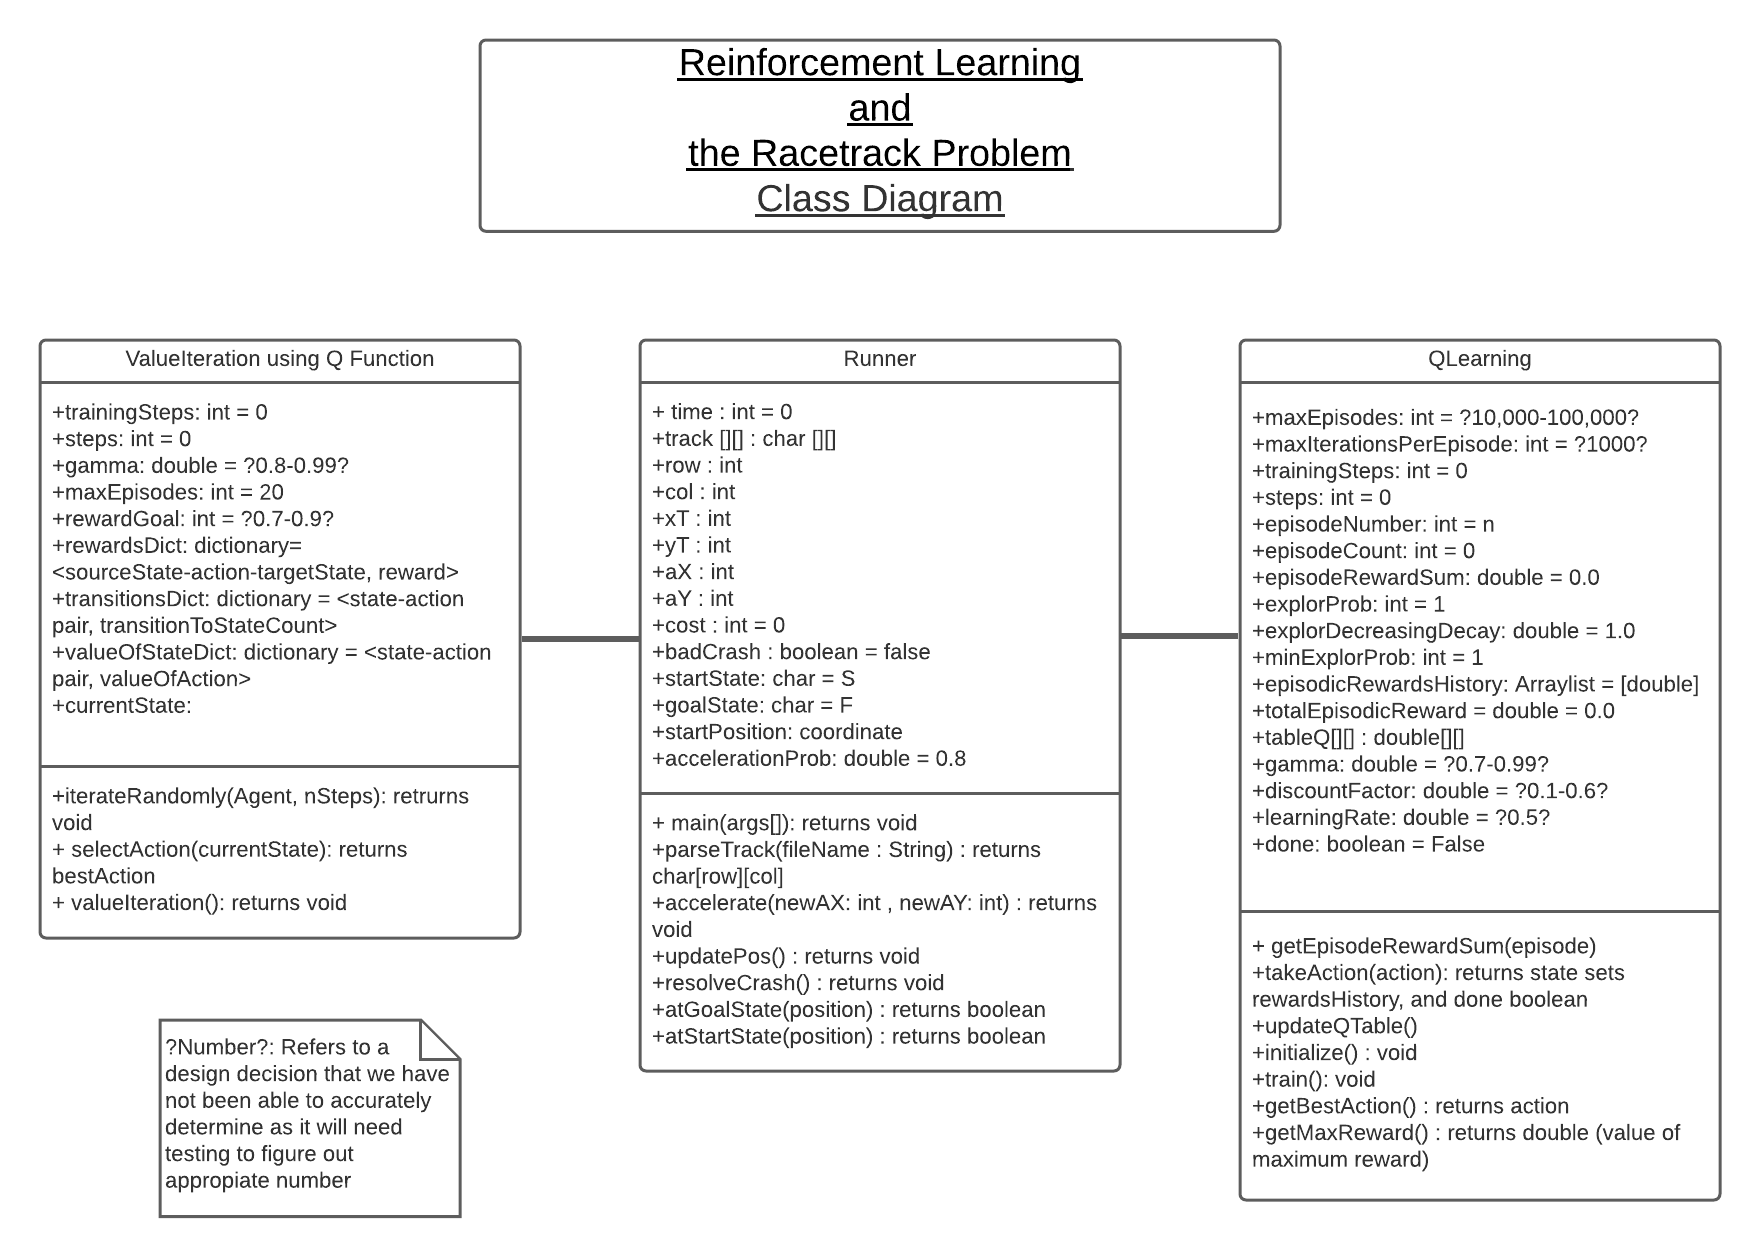 Reinforcement Learning
and
the Racetrack Problem
Class Diagram
ValueIteration using Q Function
+trainingSteps: int = 0
+steps: int = 0
+gamma: double = ?0.8-0.99?
+maxEpisodes: int = 20
+rewardGoal: int = ?0.7-0.9?
+rewardsDict: dictionary=
<sourceState-action-targetState, reward>
+transitionsDict: dictionary = <state-action
pair, transitionToStateCount>
+valueOfStateDict: dictionary = <state-action
pair, valueOfAction>
+currentState:
+iterateRandomly(Agent, nSteps): retrurns
void
+ selectAction(currentState): returns
bestAction
+ valueIteration(): returns void
?Number?: Refers to a
design decision that we have
not been able to accurately
determine as it will need
testing to figure out
appropiate number
Runner
+ time : int = 0
+track [][] : char [][]
+row : int
+col : int
+xT : int
+yT : int
+aX : int
+aY : int
+cost : int = 0
+badCrash : boolean = false
+startState: char = S
+goalState: char = F
+startPosition: coordinate
+accelerationProb: double = 0.8
+ main(args[]): returns void
+parseTrack(fileName : String) : returns
char[row][col]
+accelerate(newAX: int , newAY: int) : returns
void
+updatePos() : returns void
+resolveCrash() : returns void
+atGoalState(position) : returns boolean
+atStartState(position) : returns boolean
QLearning
+maxEpisodes: int = ?10,000-100,000?
+maxIterationsPerEpisode: int = ?1000?
+trainingSteps: int = 0
+steps: int = 0
+episodeNumber: int = n
+episodeCount: int = 0
+episodeRewardSum: double = 0.0
+explorProb: int = 1
+explorDecreasingDecay: double = 1.0
+minExplorProb: int = 1
+episodicRewardsHistory: Arraylist = [double]
+totalEpisodicReward = double = 0.0
+tableQ[][] : double[][]
+gamma: double = ?0.7-0.99?
+discountFactor: double = ?0.1-0.6?
+learningRate: double = ?0.5?
+done: boolean = False
+ getEpisodeRewardSum(episode)
+takeAction(action): returns state sets
rewardsHistory, and done boolean
+updateQTable()
+initialize() : void
+train(): void
+getBestAction() : returns action
+getMaxReward() : returns double (value of
maximum reward)